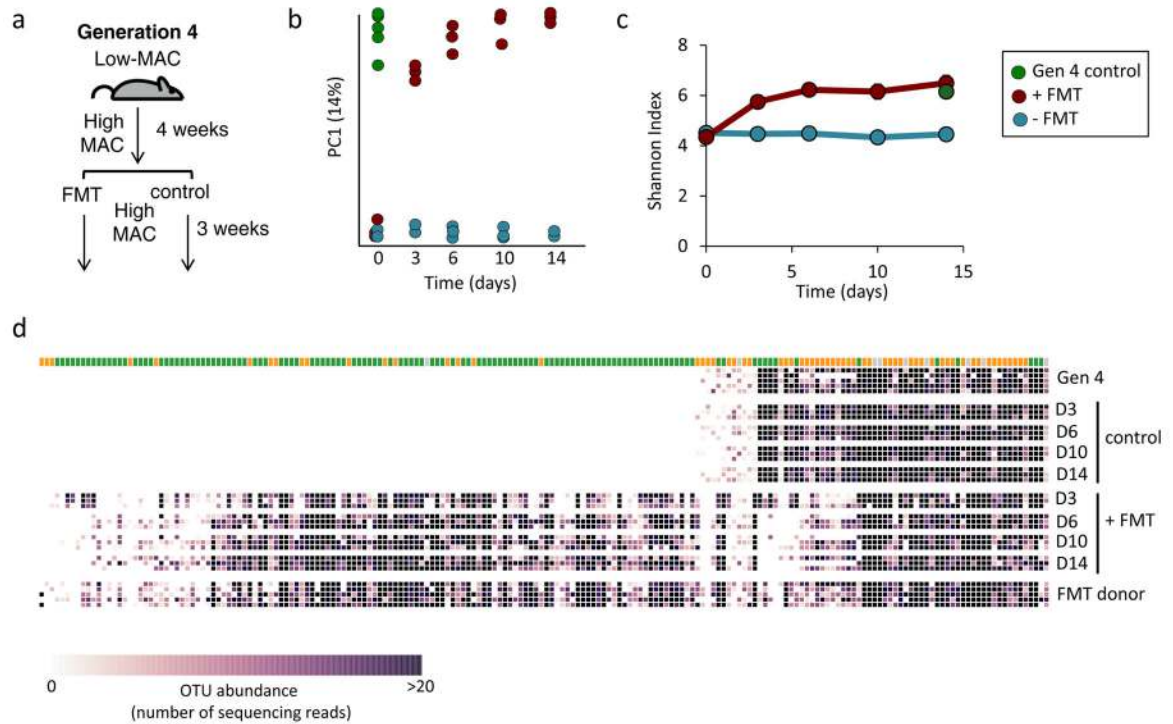 a
Generation 4
Low-MAC
High
MAC
4 weeks
FMT
control
High
MAC
3 weeks
b
PC1 (14%)
0 3 6 10 14
Time (days)
c
Shannon Index
8
6
4
2
0
0 5 10 15
Time (days)
Gen 4 control
+ FMT
- FMT
d
Gen 4
D3
D6
D10
D14
control
D3
D6
D10
D14
+ FMT
FMT donor
0 >20
OTU abundance
(number of sequencing reads)